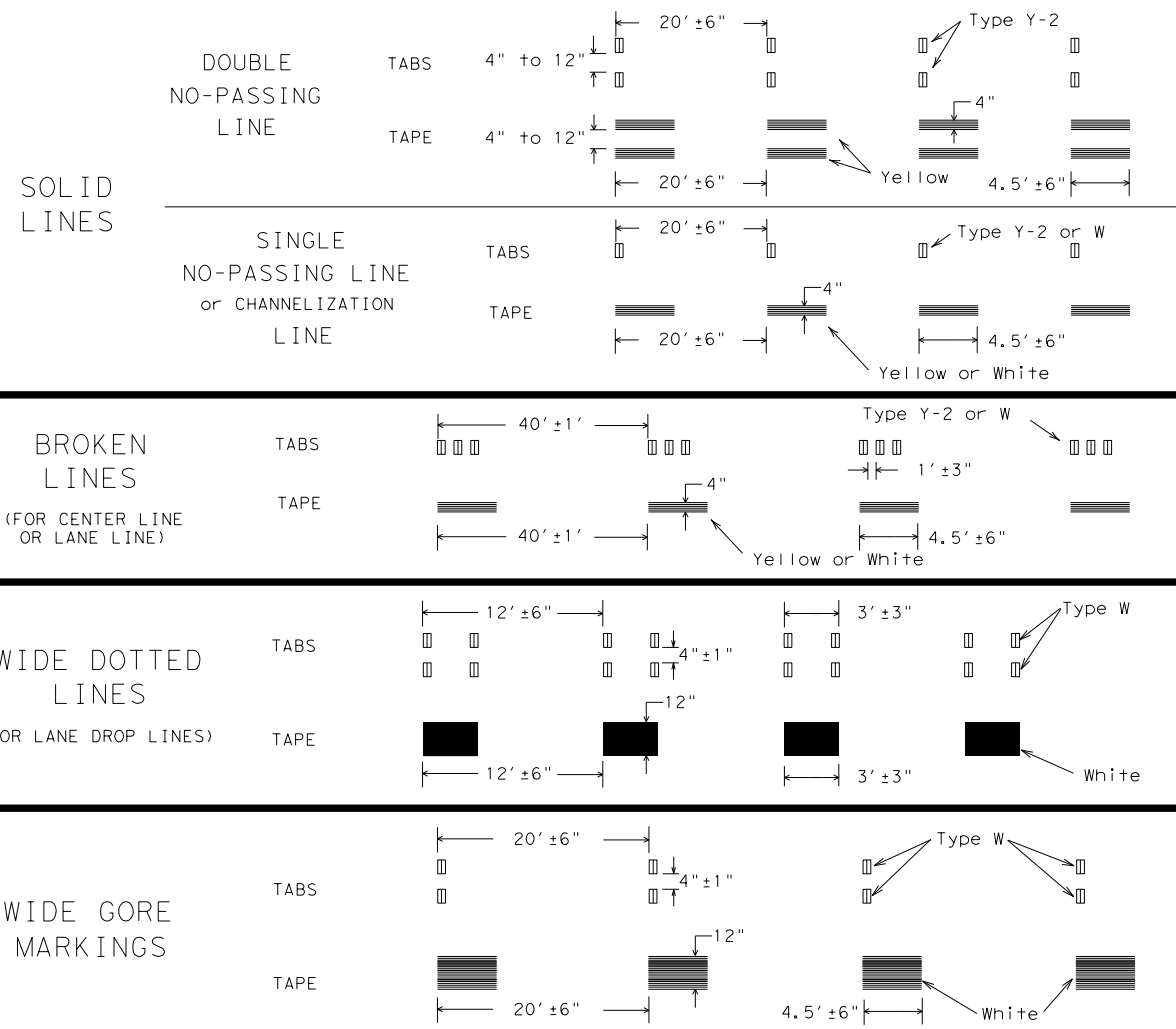 SOLID
LINES
DOUBLE
NO-PASSING
LINE
TABS
4" to 12"
20'±6"
Type Y-2
TAPE
4" to 12"
4"
20'±6"
Yellow
4.5'±6"
SINGLE
NO-PASSING LINE
or CHANNELIZATION
LINE
TABS
20'±6"
Type Y-2 or W
TAPE
4"
20'±6"
4.5'±6"
Yellow or White
BROKEN
LINES
(FOR CENTER LINE
OR LANE LINE)
TABS
40'±1'
Type Y-2 or W
1'±3"
TAPE
4"
40'±1'
4.5'±6"
Yellow or White
WIDE DOTTED
LINES
OR LANE DROP LINES)
TABS
12'±6"
3'±3"
Type W
4"±1"
TAPE
12"
12'±6"
3'±3"
White
WIDE GORE
MARKINGS
TABS
20'±6"
Type W
4"±1"
TAPE
12"
20'±6"
4.5'±6"
White